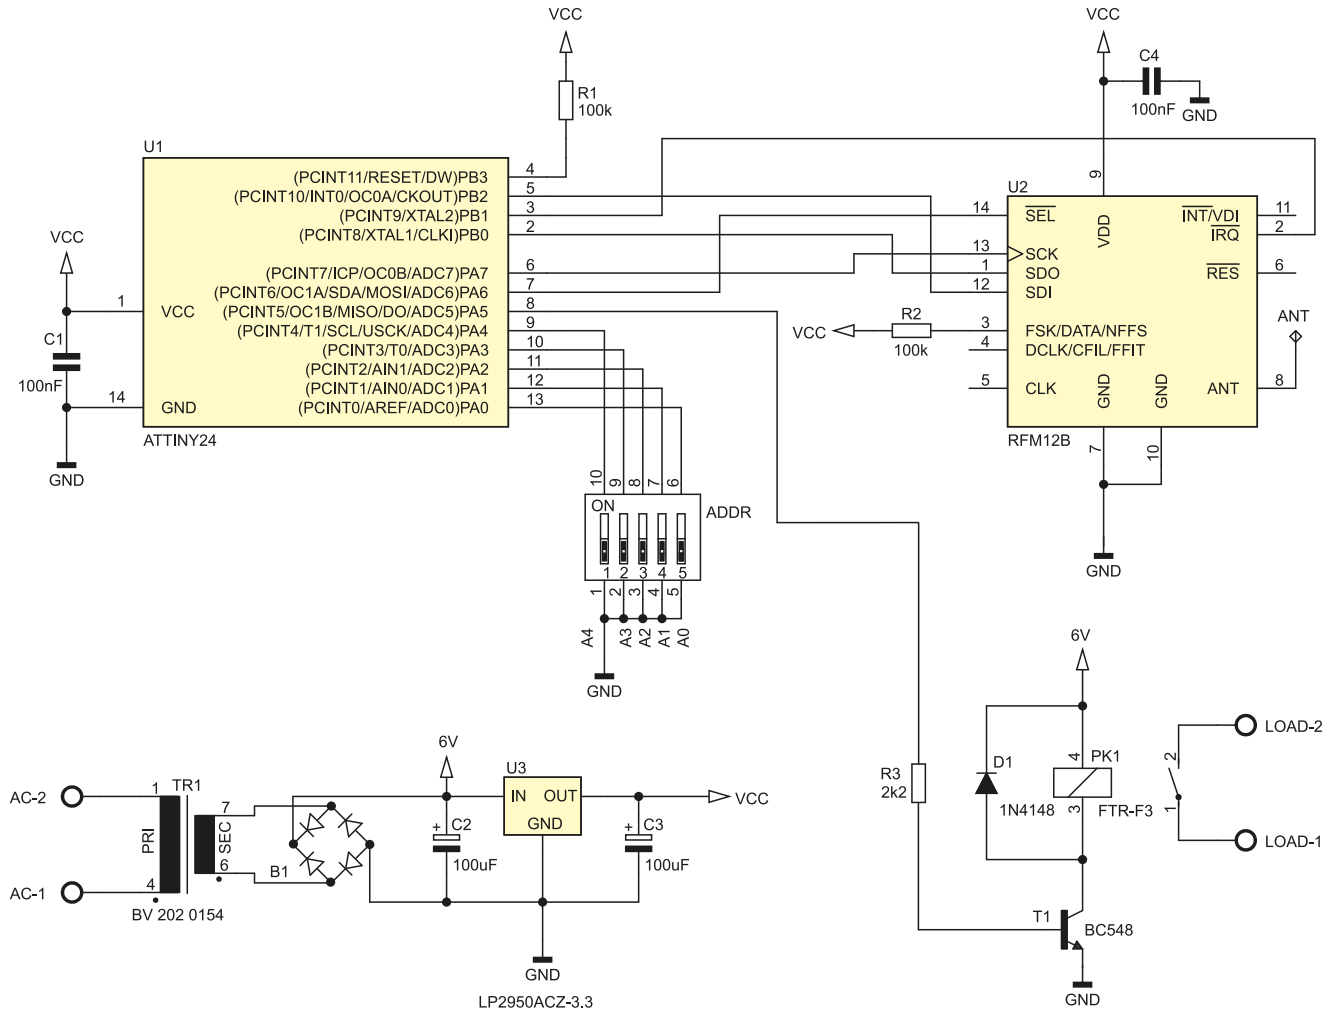 VCC
R1
100k
VCC
C4
100nF
GND
U1
(PCINT11/RESET/DW)PB3 4
(PCINT10/INT0/OC0A/CKOUT)PB2 5
(PCINT9/XTAL2)PB1 3
(PCINT8/XTAL1/CLKI)PB0 2
(PCINT7/ICP/OC0B/ADC7)PA7 6
(PCINT6/OC1A/SDA/MOSI/ADC6)PA6 7
(PCINT5/OC1B/MISO/DO/ADC5)PA5 8
(PCINT4/T1/SCL/USCK/ADC4)PA4 9
(PCINT3/T0/ADC3)PA3 10
(PCINT2/AIN1/ADC2)PA2 11
(PCINT1/AIN0/ADC1)PA1 12
(PCINT0/AREF/ADC0)PA0 13
1 VCC
14 GND
ATTINY24
VCC
C1
100nF
GND
U2
9
VDD
14 SEL
13 SCK
1 SDO
12 SDI
3 FSK/DATA/NFFS
4 DCLK/CFIL/FFIT
5 CLK
INT/VDI 11
IRQ 2
RES 6
ANT 8
ANT
GND GND
7 10
RFM12B
GND
VCC
R2
100k
10 9 8 7 6
ON
ADDR
1 2 3 4 5
1 2 3 4 5
A4 A3 A2 A1 A0
GND
AC-2
AC-1
1
4
TR1
PRI
SEC
7
6
BV 202 0154
B1
6V
C2
100uF
U3
IN OUT
GND
GND
LP2950ACZ-3.3
C3
100uF
VCC
R3
2k2
6V
D1
1N4148
4
PK1
3
FTR-F3
T1
BC548
GND
2
1
LOAD-2
LOAD-1